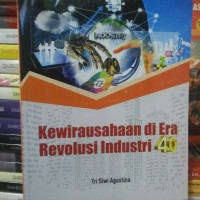 Kewirausahaan di Era
Revolusi Industri 4.0
Tri Siwi Agustina